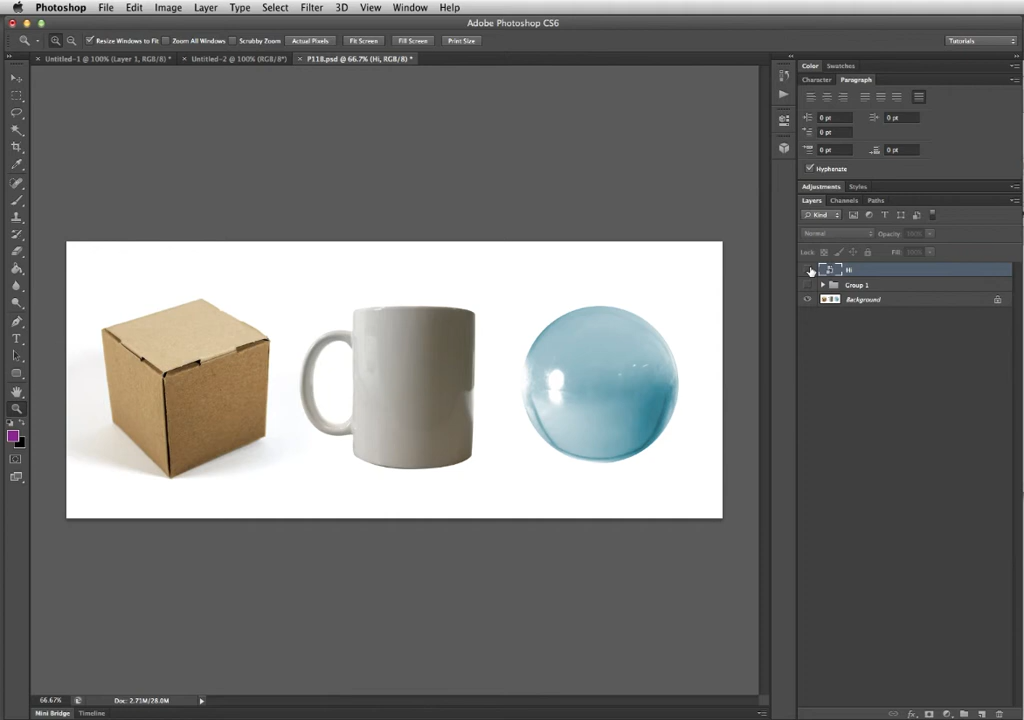 Photoshop File Edit Image Layer Type Select Filter 3D View Window Help
Adobe Photoshop CS6
Resize Windows to Fit Zoom All Windows Scrubby Zoom Actual Pixels Fit Screen Fill Screen Print Size Tutorials
Untitled-1 @ 100% (Layer 1, RGB/8) * Untitled-2 @ 100% (RGB/8*) P118.psd @ 66.7% (Hi, RGB/8) *
Color Swatches
Character Paragraph
0 pt 0 pt
0 pt
0 pt 0 pt
Hyphenate
Adjustments Styles
Layers Channels Paths
Kind
Normal Opacity:
Lock: Fill:
Hi
Group 1
Background
66.67% Doc: 2.73M/28.0M
Mini Bridge Timeline